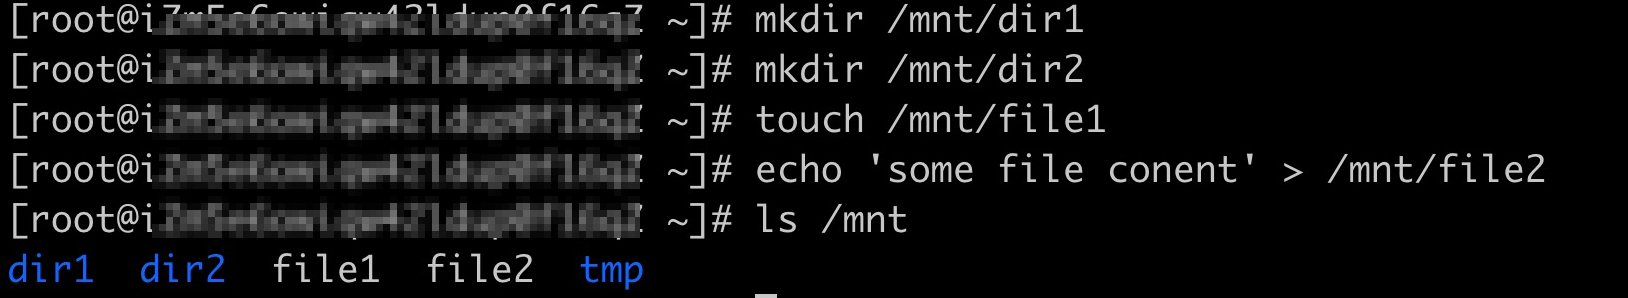 [root@i ~]# mkdir /mnt/dir1
[root@i ~]# mkdir /mnt/dir2
[root@i ~]# touch /mnt/file1
[root@i ~]# echo 'some file conent' > /mnt/file2
[root@i ~]# ls /mnt
dir1 dir2 file1 file2 tmp